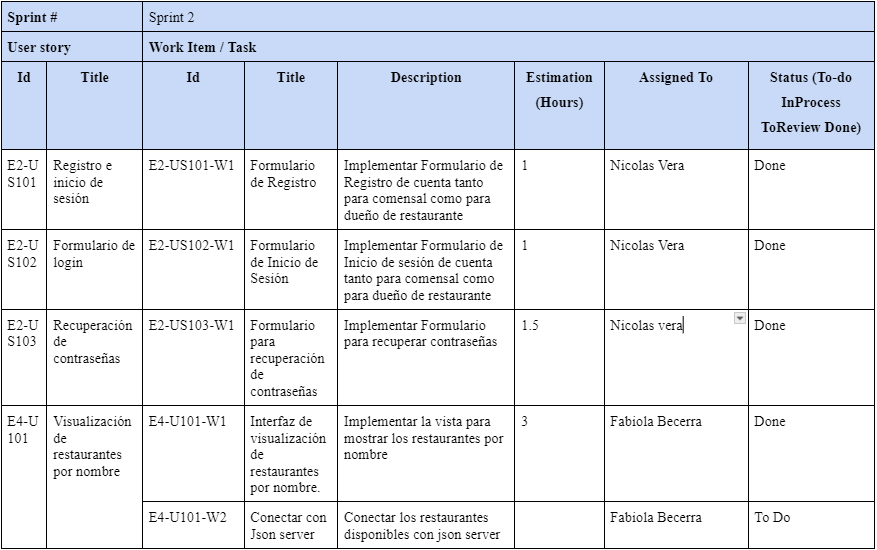 Sprint # Sprint 2
User story Work Item / Task
Id Title Id Title Description Estimation Assigned To Status (To-do
(Hours) InProcess
ToReview Done)
E2-U Registro e E2-US101-W1 Formulario Implementar Formulario de 1 Nicolas Vera Done
S101 inicio de de Registro Registro de cuenta tanto
sesión para comensal como para
dueño de restaurante
E2-U Formulario de E2-US102-W1 Formulario Implementar Formulario de 1 Nicolas Vera Done
S102 login de Inicio de Inicio de sesión de cuenta
Sesión tanto para comensal como
para dueño de restaurante
E2-U Recuperación E2-US103-W1 Formulario Implementar Formulario 1.5 Nicolas vera Done
S103 de para para recuperar contraseñas
contraseñas recuperación
de
contraseñas
E4-U Visualización E4-U101-W1 Interfaz de Implementar la vista para 3 Fabiola Becerra Done
101 de visualización mostrar los restaurantes por
restaurantes de nombre
por nombre restaurantes
por nombre.
E4-U101-W2 Conectar con Conectar los restaurantes Fabiola Becerra To Do
Json server disponibles con json server